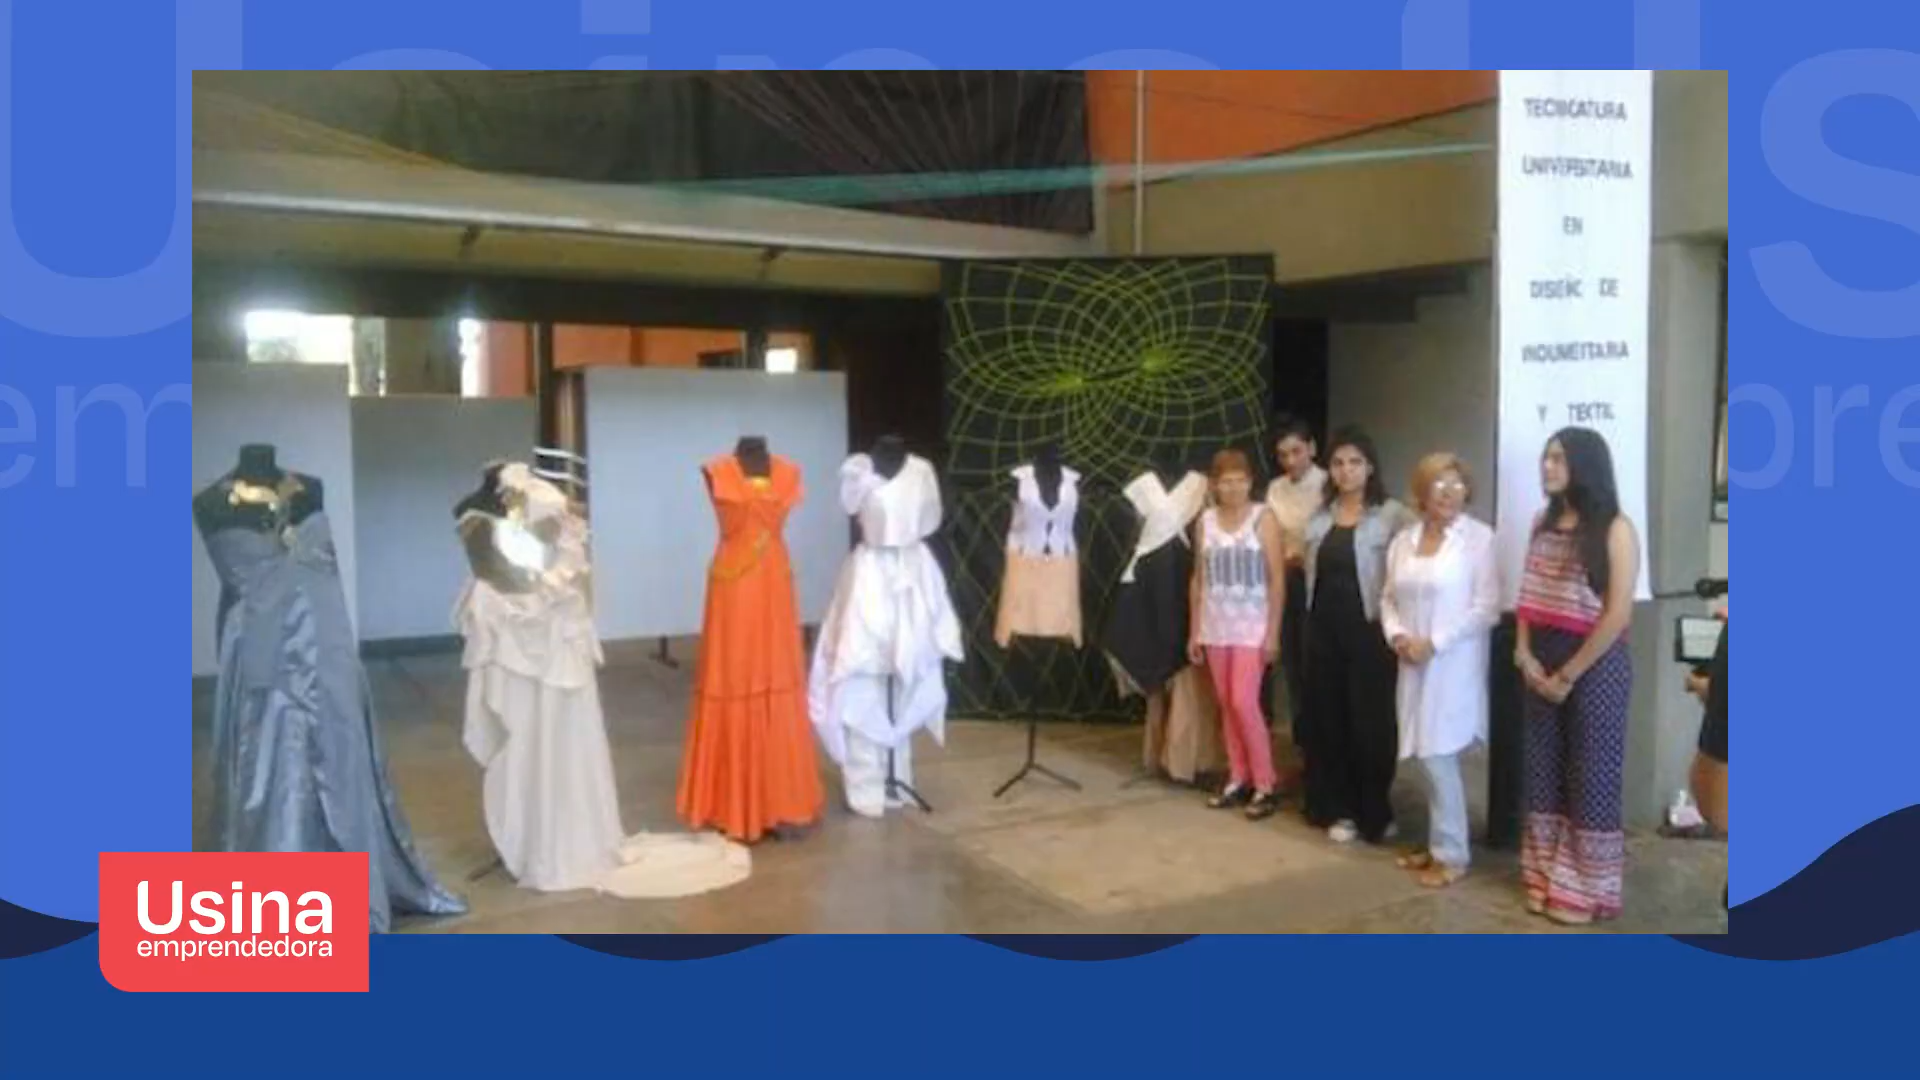 TECNICATURA
UNIVERSITARIA
EN
DISEÑO DE
INDUMENTARIA
Y TEXTIL
Usina
emprendedora